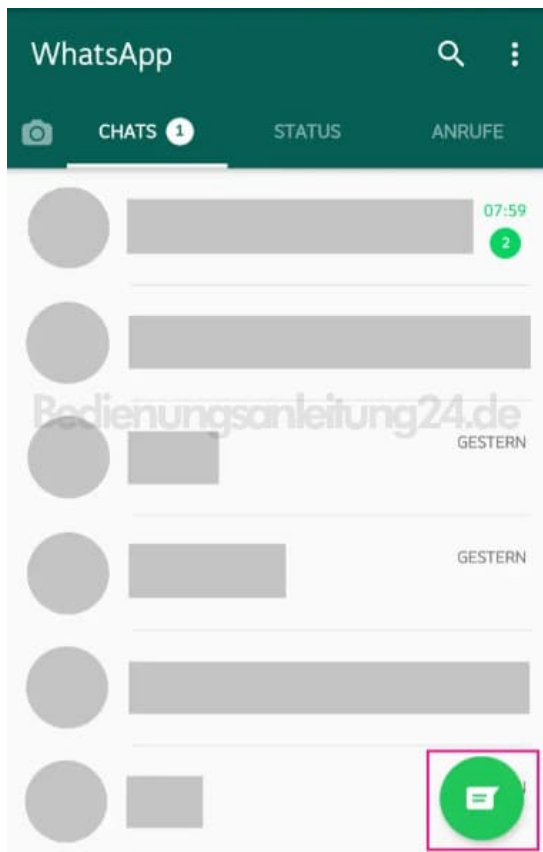 WhatsApp
CHATS 1 STATUS ANRUFE
07:59
2
Bedienungsanleitung24.de
GESTERN
GESTERN